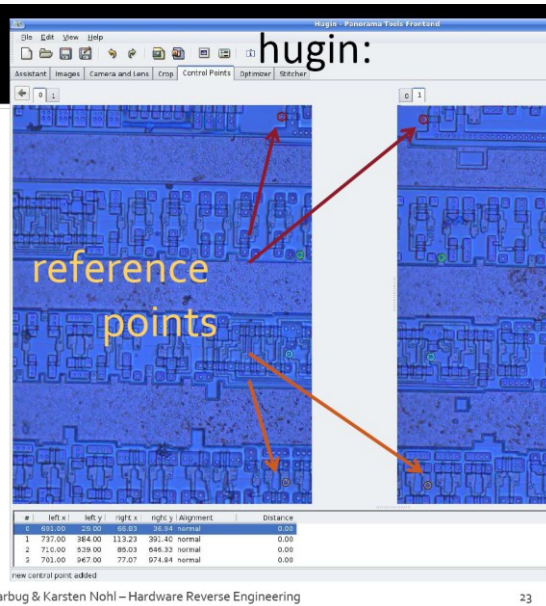 Hugin - Panorama Tools Frontend
File Edit View Help
hugin:
Assistant Images Camera and Lens Crop Control Points Optimizer Stitcher
0 1
0 1
reference
points
# left x left y right x right y Alignment Distance
0 691.00 29.00 66.83 36.94 normal 0.00
1 737.00 384.00 113.23 391.40 normal 0.00
2 710.00 639.00 86.03 646.33 normal 0.00
3 701.00 967.00 77.07 974.84 normal 0.00
new control point added
arbug & Karsten Nohl – Hardware Reverse Engineering 23